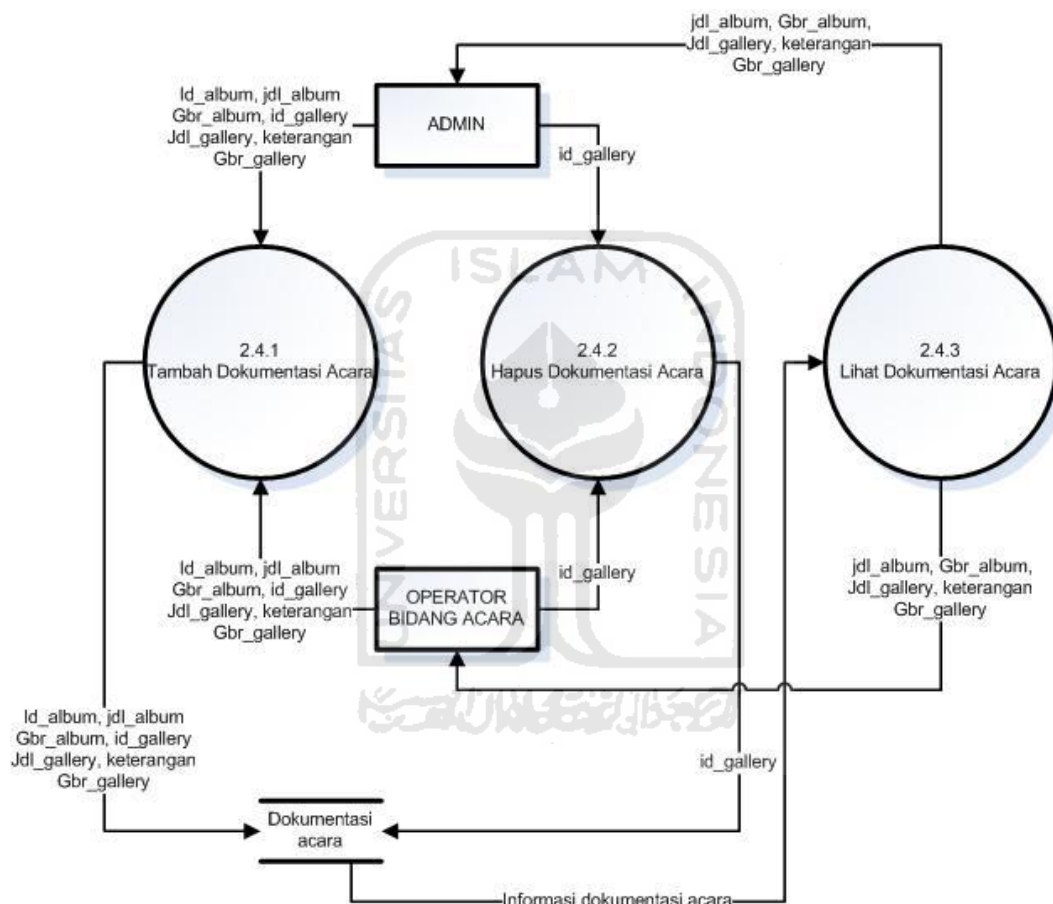 jdl_album, Gbr_album,
Jdl_gallery, keterangan
Gbr_gallery
Id_album, jdl_album
Gbr_album, id_gallery
Jdl_gallery, keterangan
Gbr_gallery
ADMIN
id_gallery
UNIVERSITAS ISLAM INDONESIA
2.4.1
Tambah Dokumentasi Acara
2.4.2
Hapus Dokumentasi Acara
2.4.3
Lihat Dokumentasi Acara
Id_album, jdl_album
Gbr_album, id_gallery
Jdl_gallery, keterangan
Gbr_gallery
OPERATOR
BIDANG ACARA
id_gallery
jdl_album, Gbr_album,
Jdl_gallery, keterangan
Gbr_gallery
Id_album, jdl_album
Gbr_album, id_gallery
Jdl_gallery, keterangan
Gbr_gallery
id_gallery
Dokumentasi
acara
Informasi dokumentasi acara